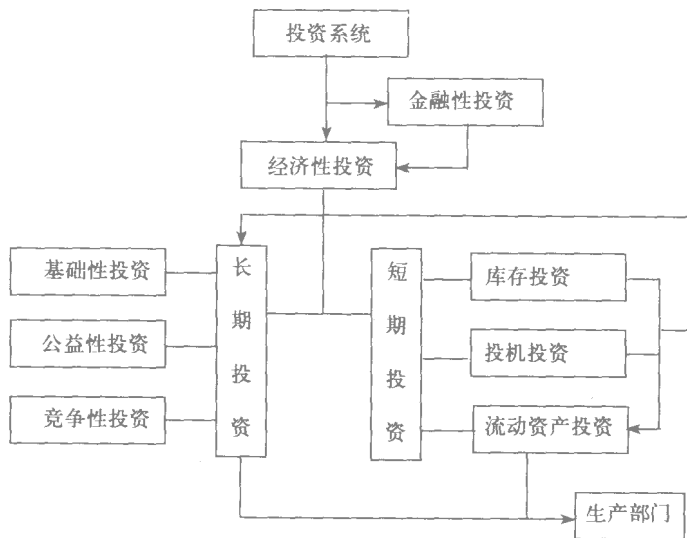 投资系统
金融性投资
经济性投资
基础性投资
公益性投资
竞争性投资
长期投资
短期投资
库存投资
投机投资
流动资产投资
生产部门